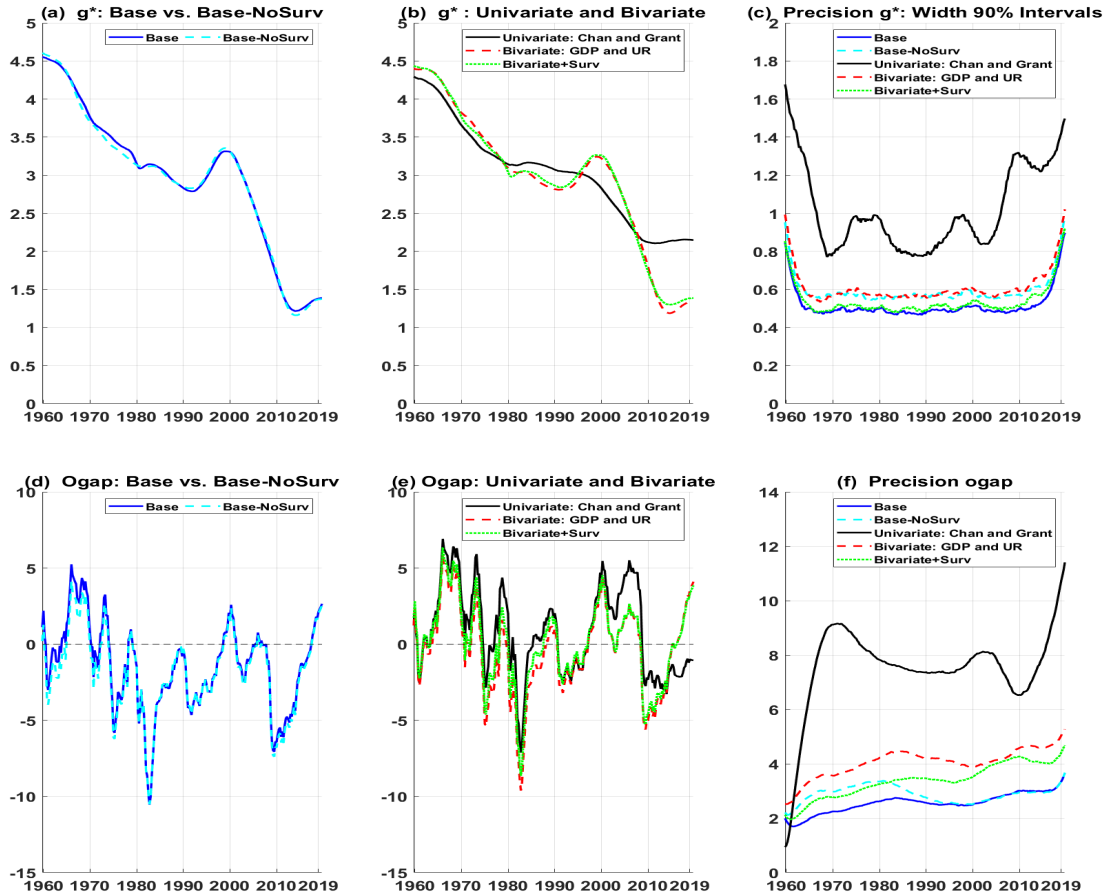 (a) g*: Base vs. Base-NoSurv
Base
Base-NoSurv
5
4.5
4
3.5
3
2.5
2
1.5
1
0.5
0
1960 1970 1980 1990 2000 2010 2019
(b) g* : Univariate and Bivariate
Univariate: Chan and Grant
Bivariate: GDP and UR
Bivariate+Surv
5
4.5
4
3.5
3
2.5
2
1.5
1
0.5
0
1960 1970 1980 1990 2000 2010 2019
(c) Precision g*: Width 90% Intervals
Base
Base-NoSurv
Univariate: Chan and Grant
Bivariate: GDP and UR
Bivariate+Surv
2
1.8
1.6
1.4
1.2
1
0.8
0.6
0.4
0.2
0
1960 1970 1980 1990 2000 2010 2019
(d) Ogap: Base vs. Base-NoSurv
Base
Base-NoSurv
10
5
0
-5
-10
-15
1960 1970 1980 1990 2000 2010 2019
(e) Ogap: Univariate and Bivariate
Univariate: Chan and Grant
Bivariate: GDP and UR
Bivariate+Surv
10
5
0
-5
-10
-15
1960 1970 1980 1990 2000 2010 2019
(f) Precision ogap
Base
Base-NoSurv
Univariate: Chan and Grant
Bivariate: GDP and UR
Bivariate+Surv
14
12
10
8
6
4
2
0
1960 1970 1980 1990 2000 2010 2019